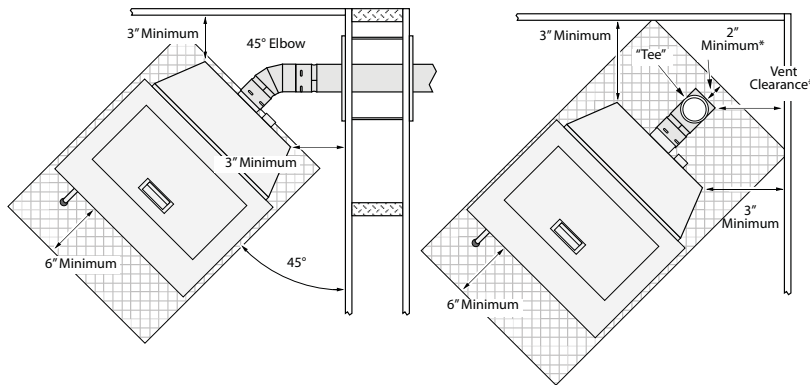 3” Minimum
45° Elbow
3” Minimum
6” Minimum
45°
3” Minimum
“Tee”
2”
Minimum*
Vent
Clearance*
3”
Minimum
6” Minimum